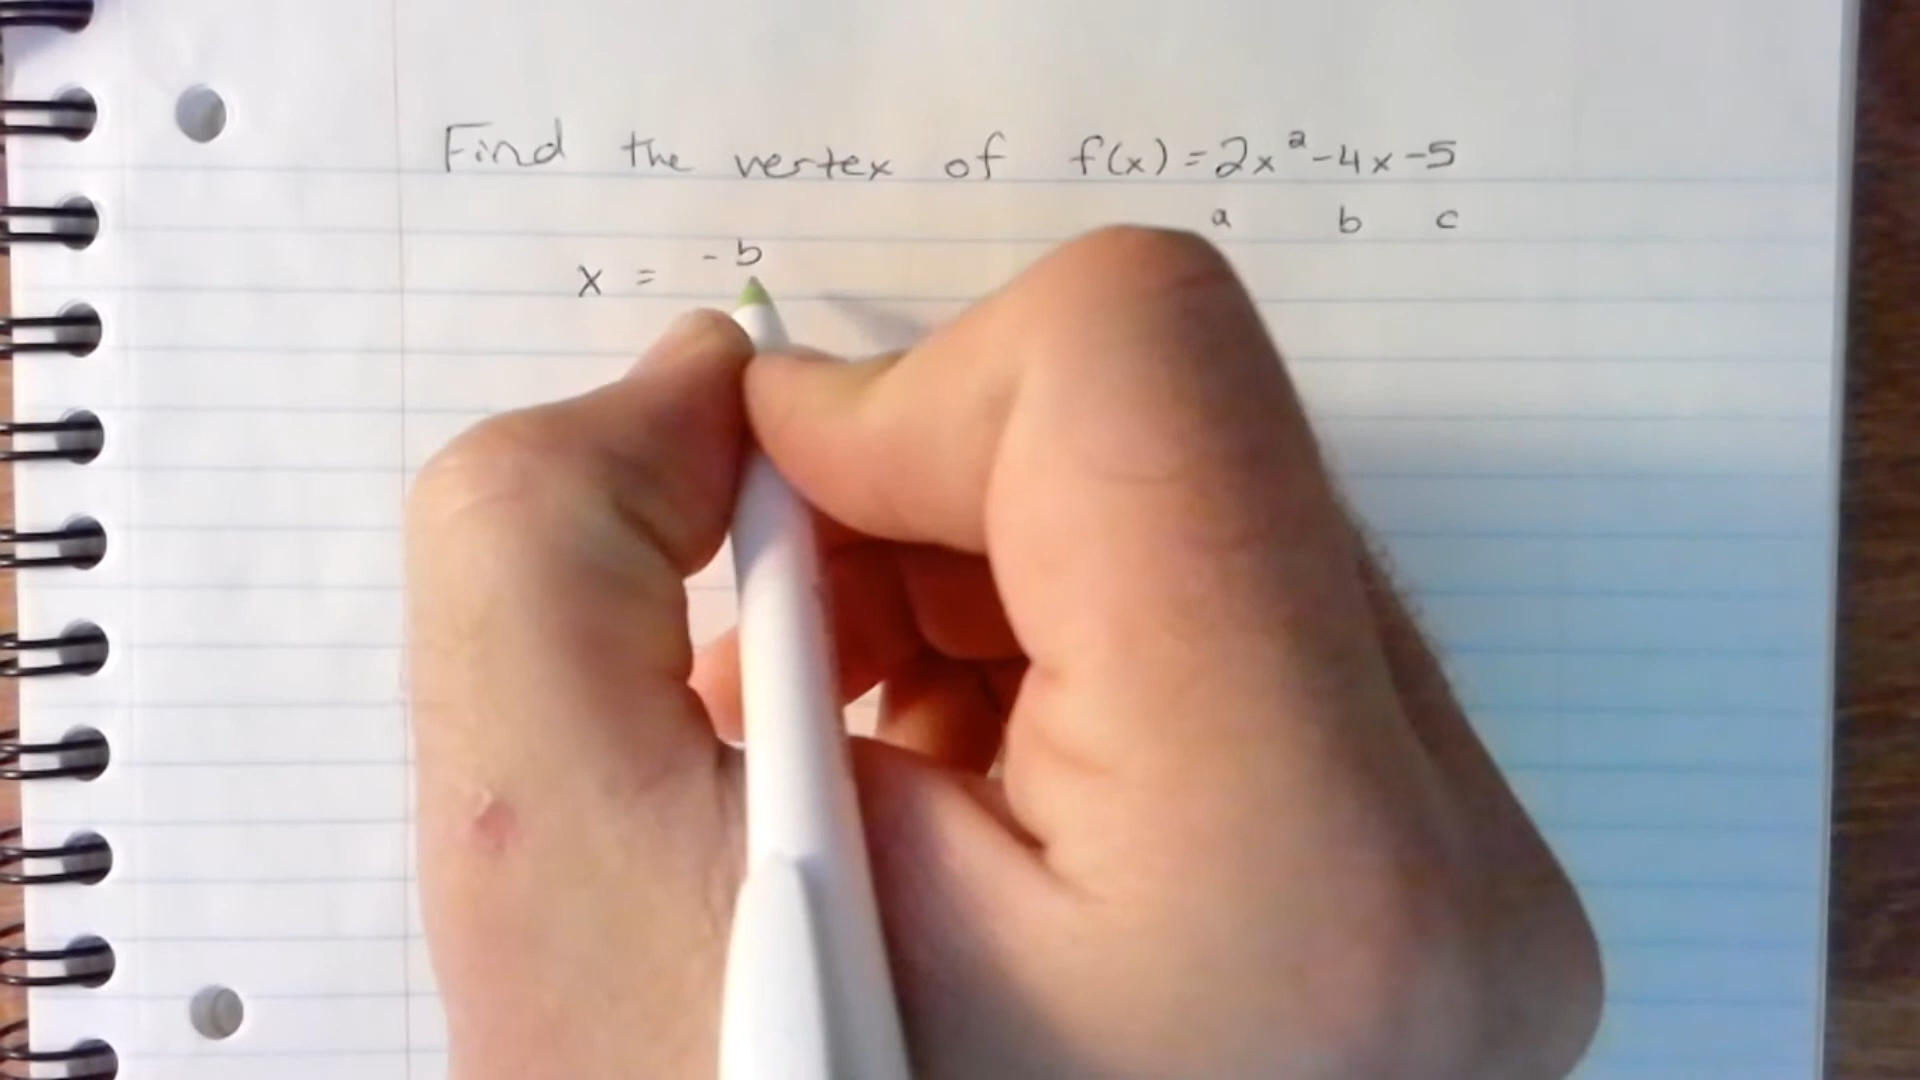 Find the vertex of f(x)=2x²-4x-5
a b c
x = -b